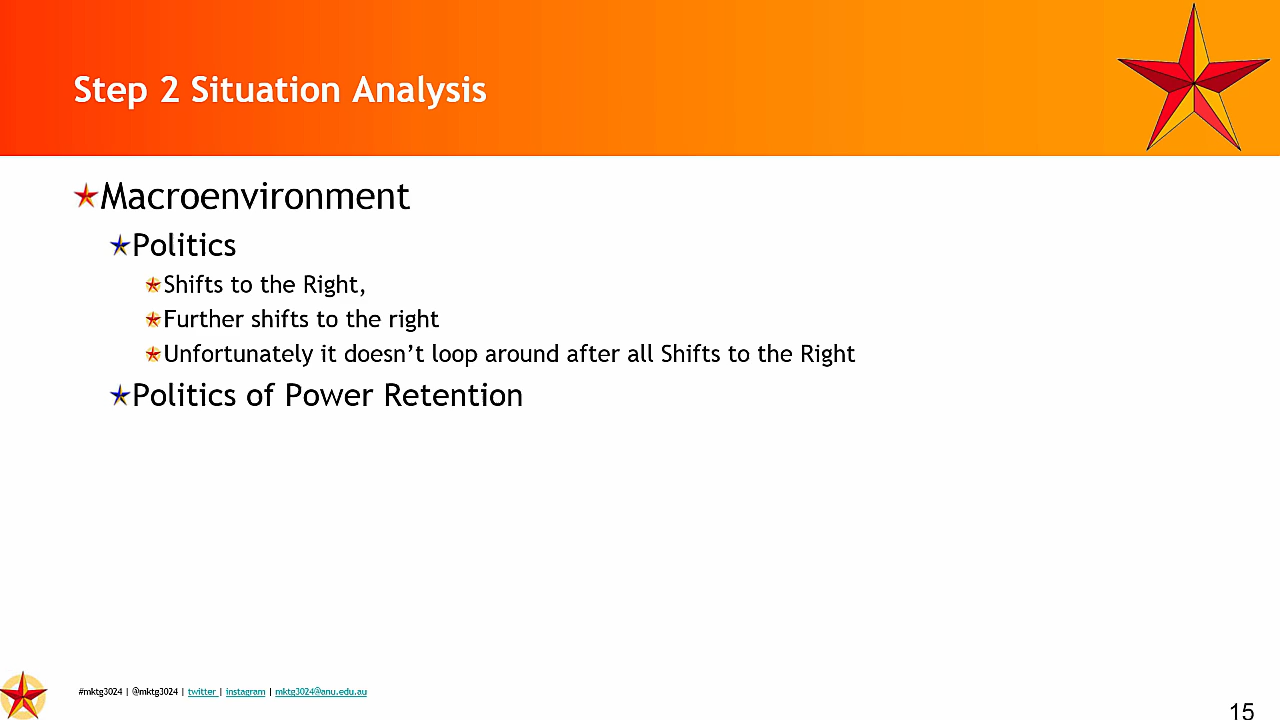 Step 2 Situation Analysis
Macroenvironment
Politics
Shifts to the Right,
Further shifts to the right
Unfortunately it doesn’t loop around after all Shifts to the Right
Politics of Power Retention
#mktg3024 | @mktg3024 | twitter | instagram | mktg3024@anu.edu.au
15